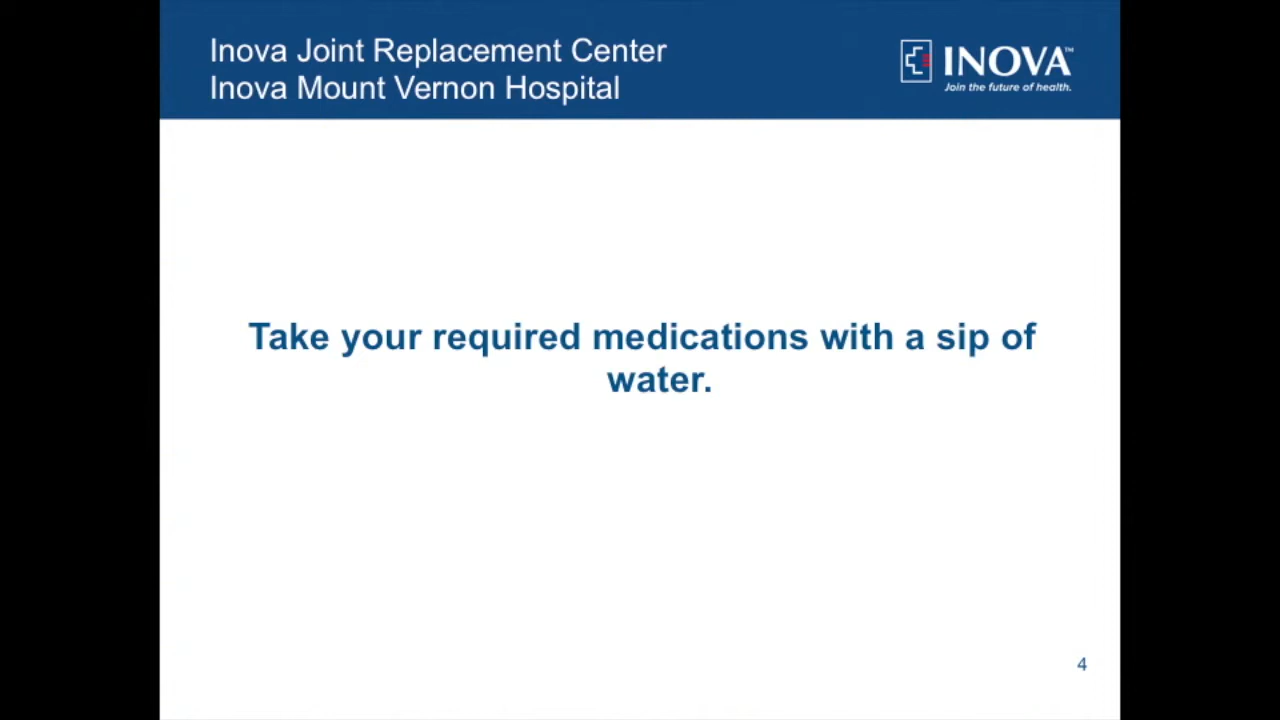 Inova Joint Replacement Center
Inova Mount Vernon Hospital
INOVA™
Join the future of health.
Take your required medications with a sip of
water.
4